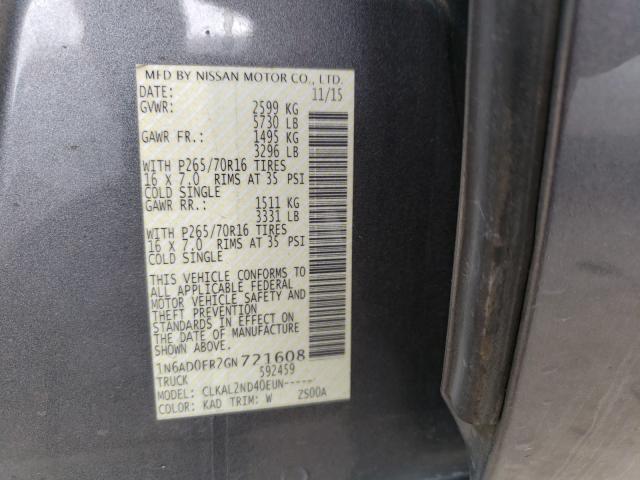 MFD BY NISSAN MOTOR CO., LTD.
DATE: 11/15
GVWR: 2599 KG
5730 LB
GAWR FR.: 1495 KG
3296 LB
WITH P265/70R16 TIRES
16 X 7.0 RIMS AT 35 PSI
COLD SINGLE
GAWR RR.: 1511 KG
3331 LB
WITH P265/70R16 TIRES
16 X 7.0 RIMS AT 35 PSI
COLD SINGLE
THIS VEHICLE CONFORMS TO
ALL APPLICABLE FEDERAL
MOTOR VEHICLE SAFETY AND
THEFT PREVENTION
STANDARDS IN EFFECT ON
THE DATE OF MANUFACTURE
SHOWN ABOVE.
1N6AD0FR2GN721608
TRUCK 592459
MODEL: CLKAL2ND40EUN-----
COLOR: KAD TRIM: W 2S00A